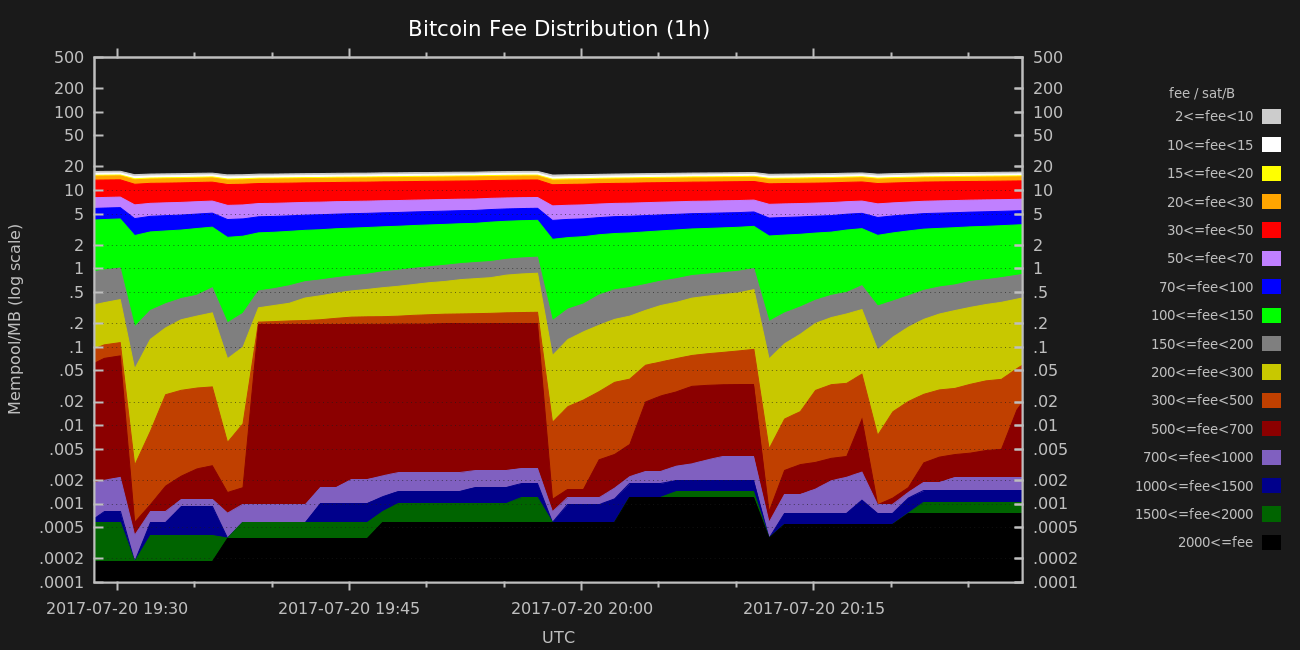 Bitcoin Fee Distribution (1h)
500 500
200 200
100 100
50 50
20 20
10 10
5 5
2 2
1 1
.5 .5
.2 .2
.1 .1
.05 .05
.02 .02
.01 .01
.005 .005
.002 .002
.001 .001
.0005 .0005
.0002 .0002
.0001 .0001
Mempool/MB (log scale)
2017-07-20 19:30 2017-07-20 19:45 2017-07-20 20:00 2017-07-20 20:15
UTC
fee / sat/B
2<=fee<10
10<=fee<15
15<=fee<20
20<=fee<30
30<=fee<50
50<=fee<70
70<=fee<100
100<=fee<150
150<=fee<200
200<=fee<300
300<=fee<500
500<=fee<700
700<=fee<1000
1000<=fee<1500
1500<=fee<2000
2000<=fee